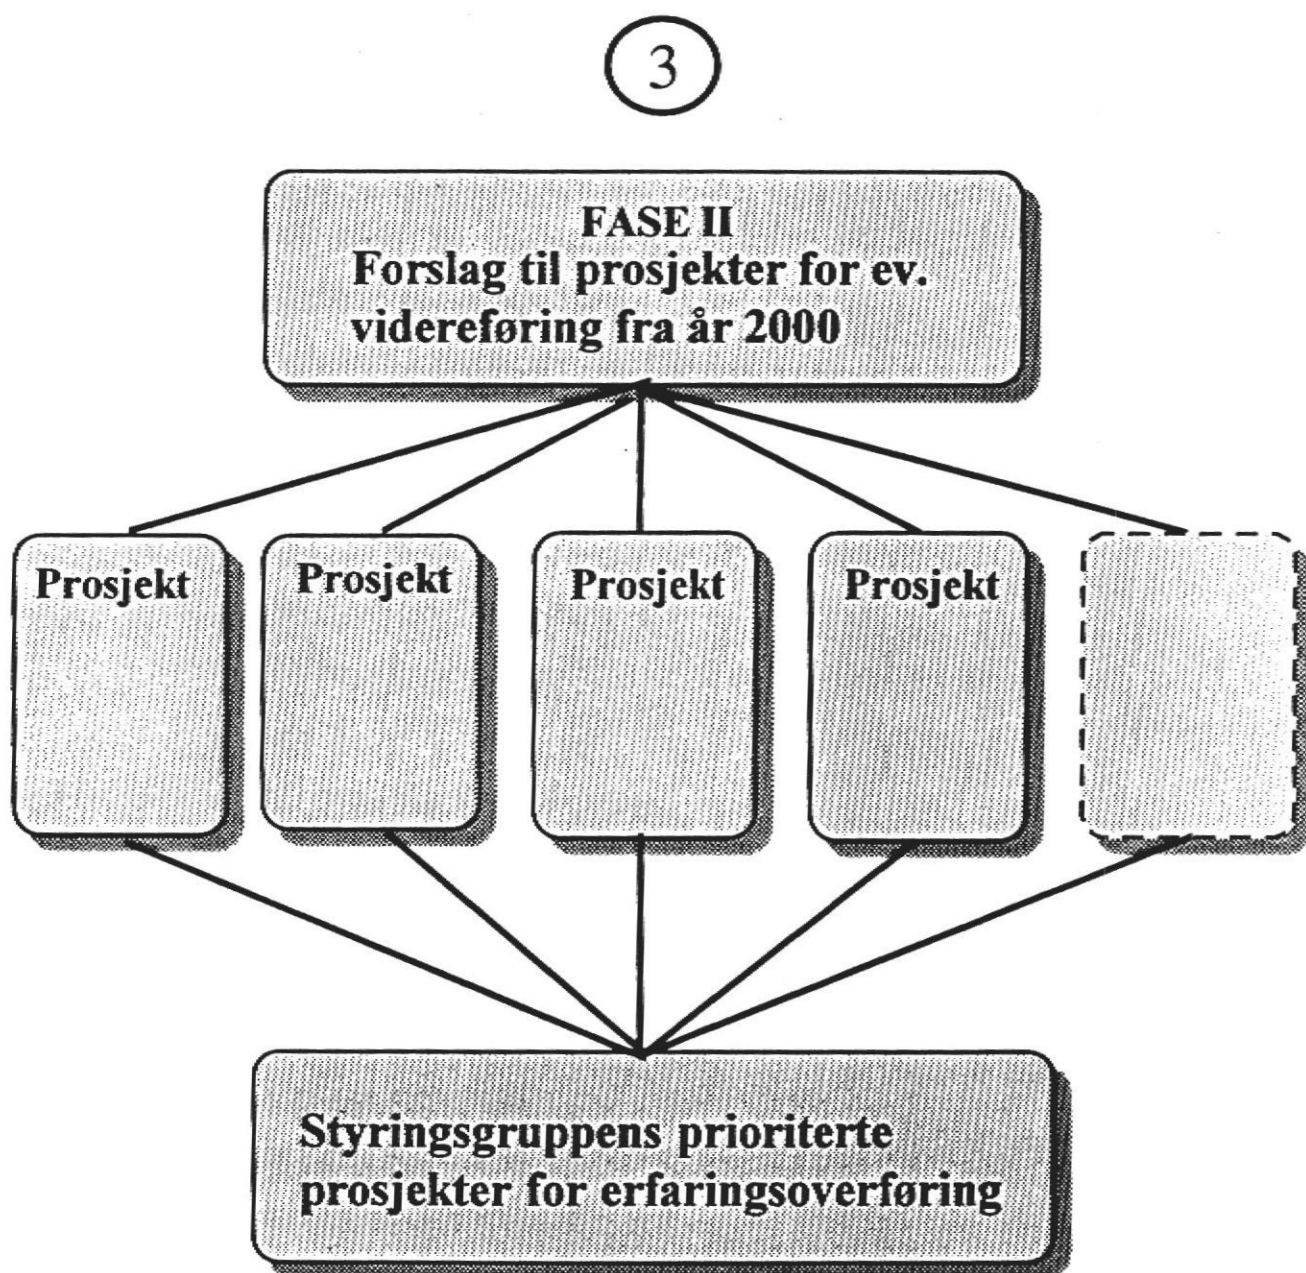 3
FASE II
Forslag til prosjekter for ev.
videreføring fra år 2000
Prosjekt
Prosjekt
Prosjekt
Prosjekt
Styringsgruppens prioriterte
prosjekter for erfaringsoverføring